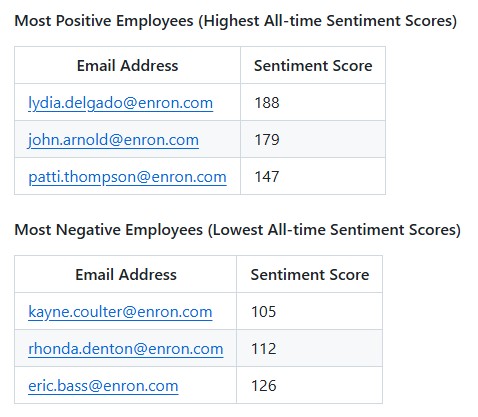 Most Positive Employees (Highest All-time Sentiment Scores)
Email Address Sentiment Score
lydia.delgado@enron.com 188
john.arnold@enron.com 179
patti.thompson@enron.com 147
Most Negative Employees (Lowest All-time Sentiment Scores)
Email Address Sentiment Score
kayne.coulter@enron.com 105
rhonda.denton@enron.com 112
eric.bass@enron.com 126